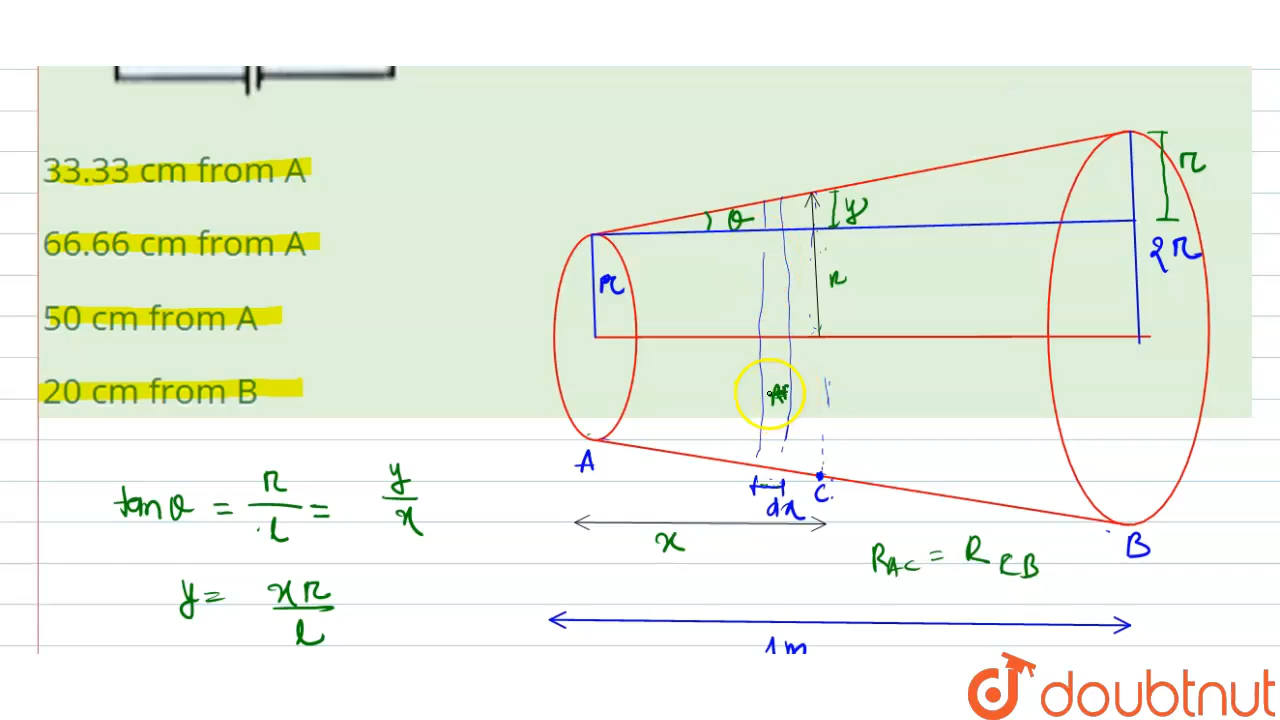 33.33 cm from A
66.66 cm from A
50 cm from A
20 cm from B
r
y
θ
2r
r
r
A
C
dx
x
B
R_AC = R_CB
tanθ = r/l = y/x
y = xr/l
1m
doubtnut